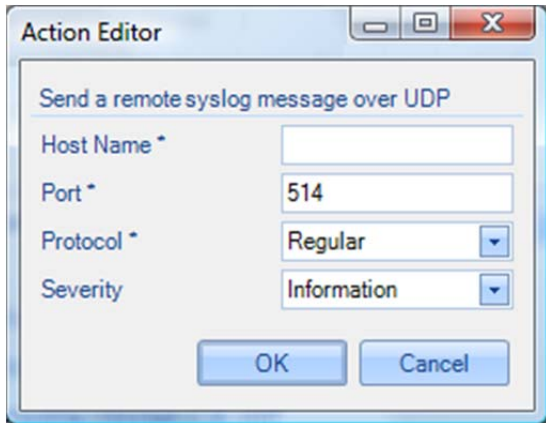 Action Editor
Send a remote syslog message over UDP
Host Name *
Port * 514
Protocol * Regular
Severity Information
OK Cancel